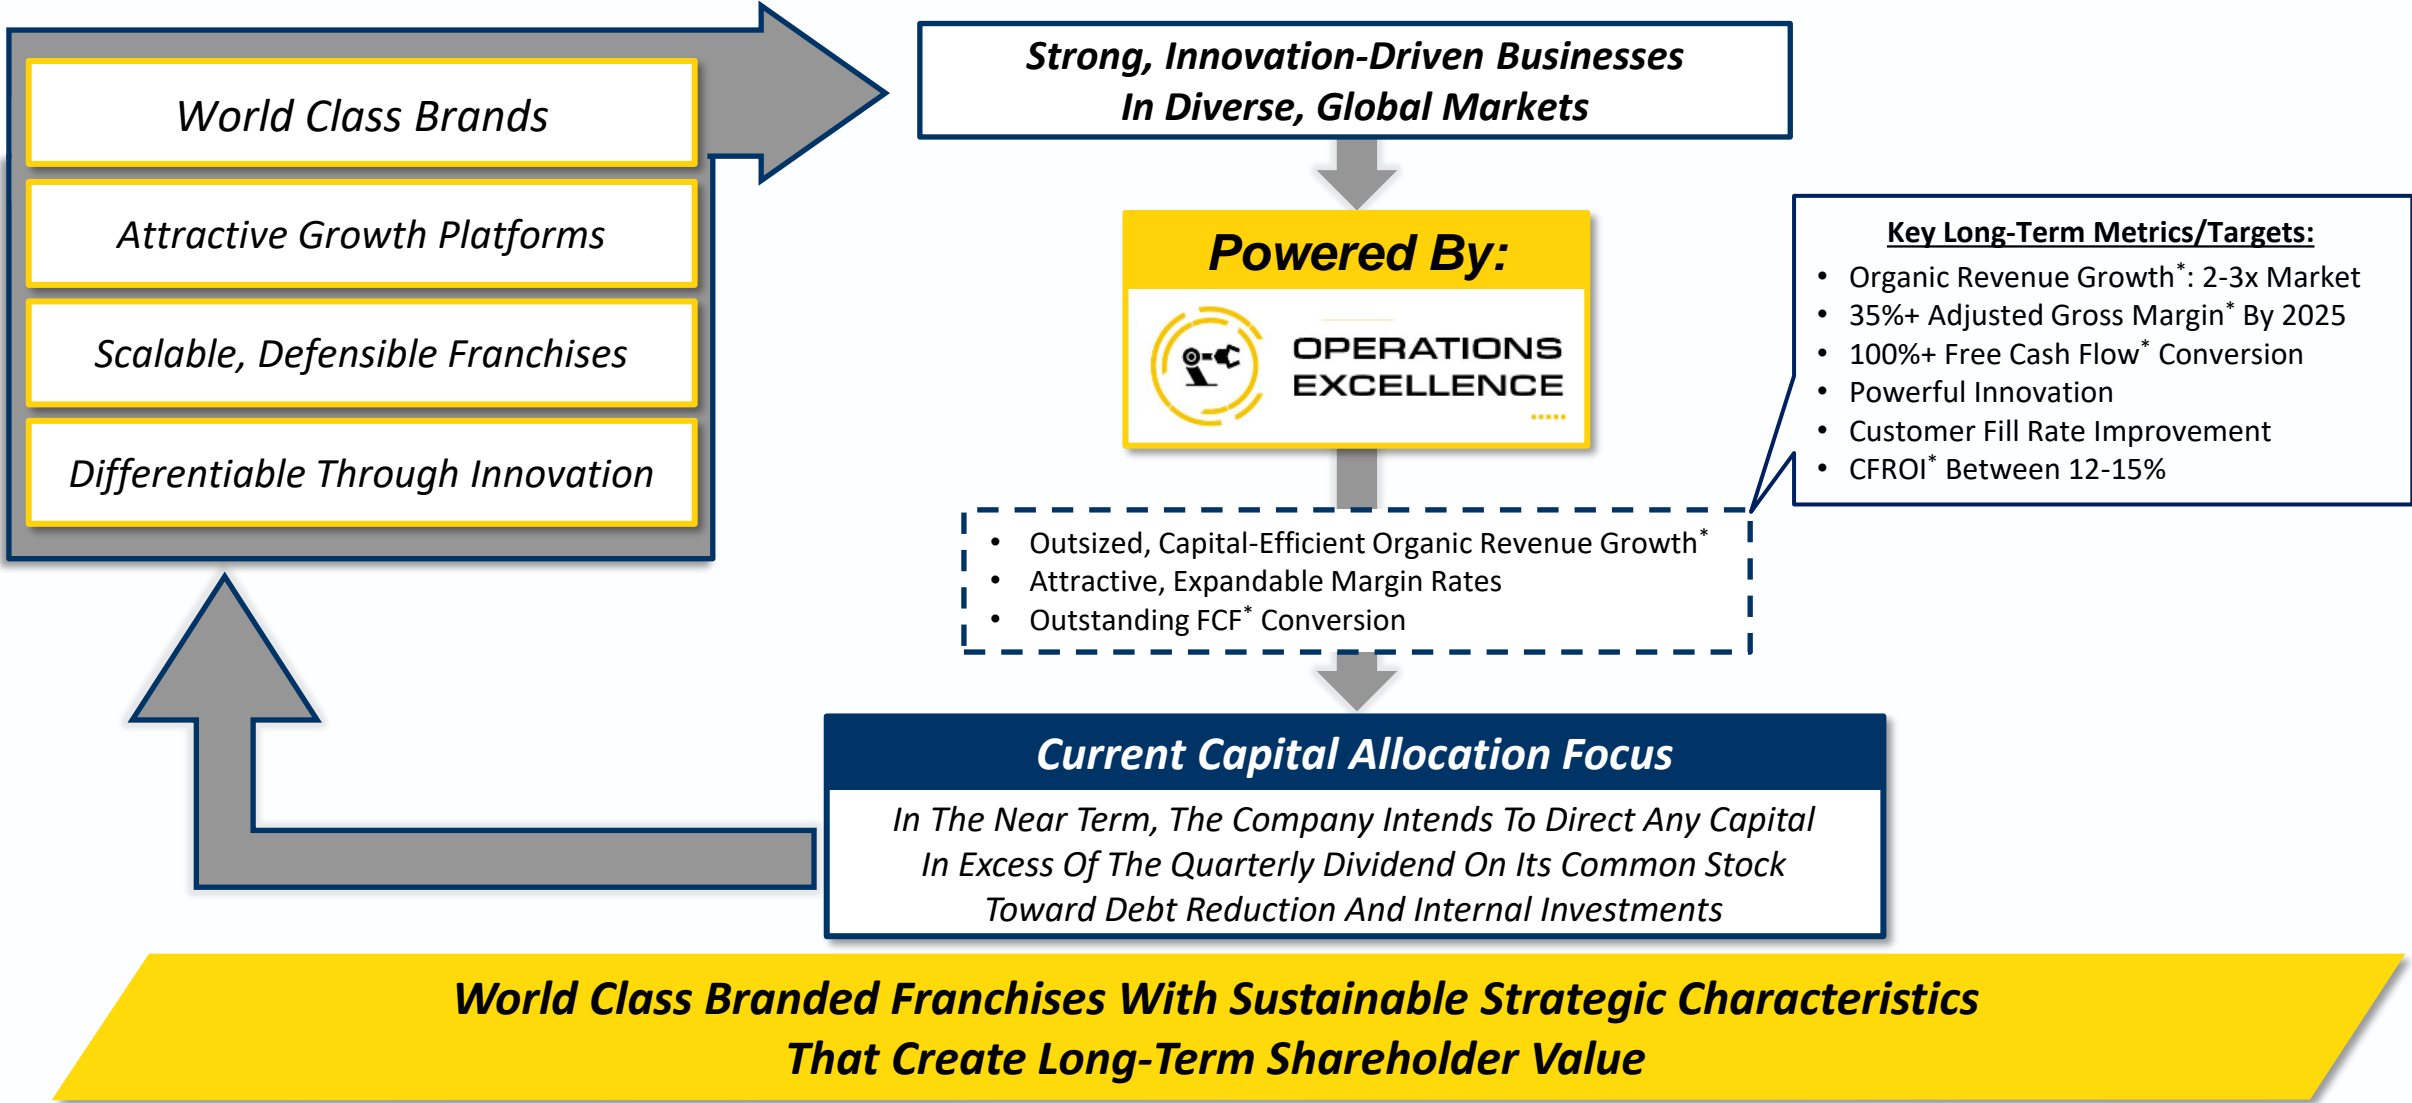 World Class Brands
Attractive Growth Platforms
Scalable, Defensible Franchises
Differentiable Through Innovation
Strong, Innovation-Driven Businesses
In Diverse, Global Markets
Powered By:
OPERATIONS
EXCELLENCE
Key Long-Term Metrics/Targets:
• Organic Revenue Growth*: 2-3x Market
• 35%+ Adjusted Gross Margin* By 2025
• 100%+ Free Cash Flow* Conversion
• Powerful Innovation
• Customer Fill Rate Improvement
• CFROI* Between 12-15%
• Outsized, Capital-Efficient Organic Revenue Growth*
• Attractive, Expandable Margin Rates
• Outstanding FCF* Conversion
Current Capital Allocation Focus
In The Near Term, The Company Intends To Direct Any Capital
In Excess Of The Quarterly Dividend On Its Common Stock
Toward Debt Reduction And Internal Investments
World Class Branded Franchises With Sustainable Strategic Characteristics
That Create Long-Term Shareholder Value